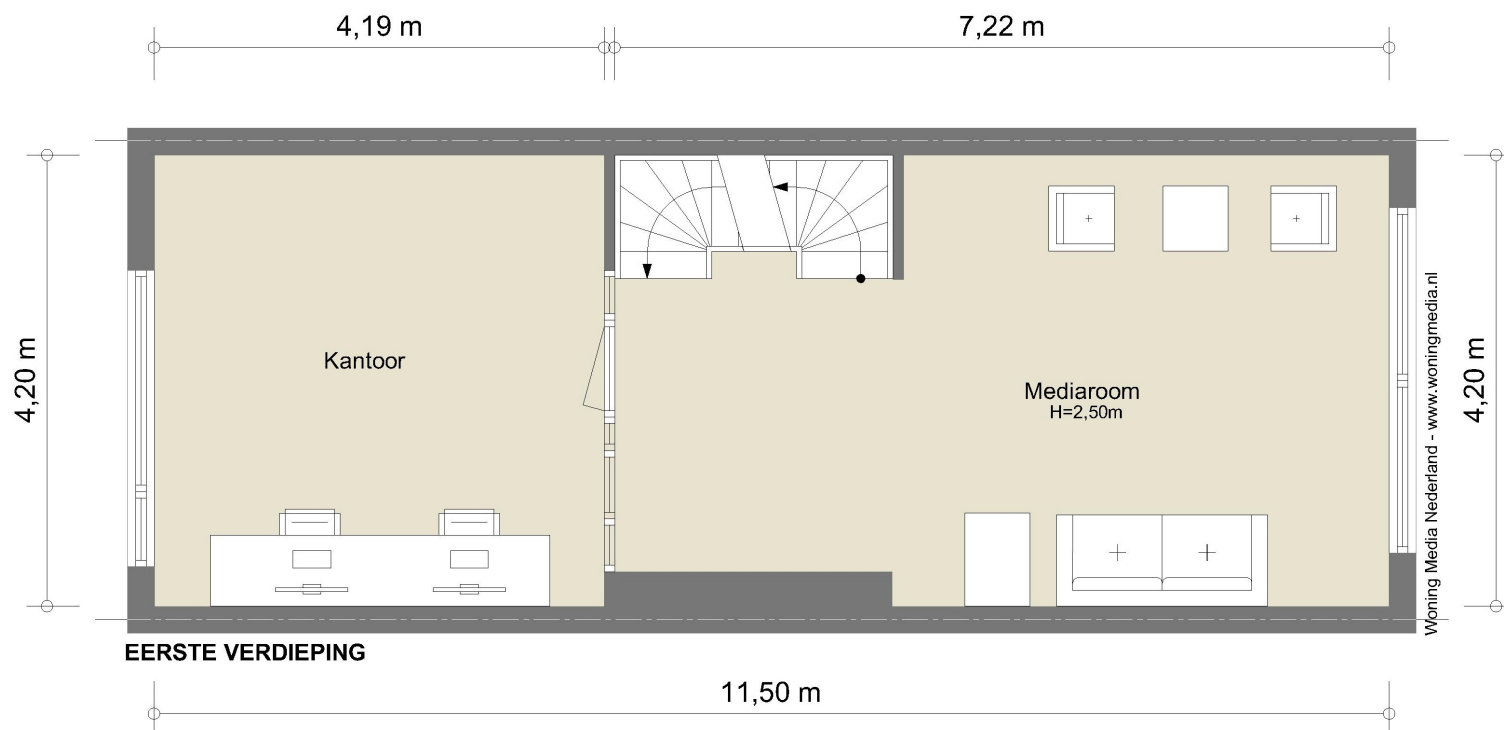 4,19 m
7,22 m
4,20 m
Kantoor
Mediaroom
H=2,50m
4,20 m
Woning Media Nederland - www.woningmedia.nl
EERSTE VERDIEPING
11,50 m